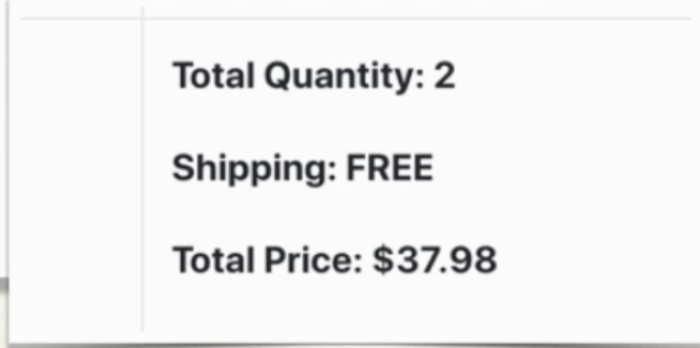 Total Quantity: 2
Shipping: FREE
Total Price: $37.98